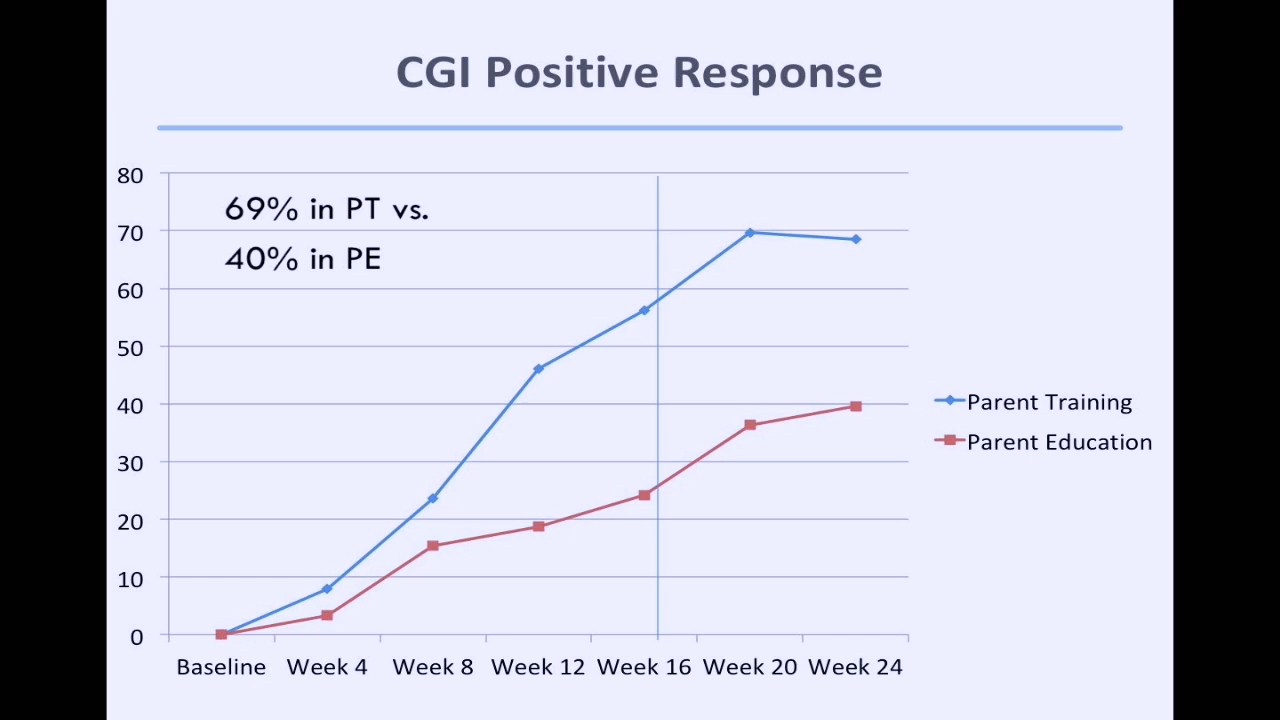 CGI Positive Response
80
69% in PT vs.
70
40% in PE
60
50
40
30
20
10
0
Baseline Week 4 Week 8 Week 12 Week 16 Week 20 Week 24
Parent Training
Parent Education